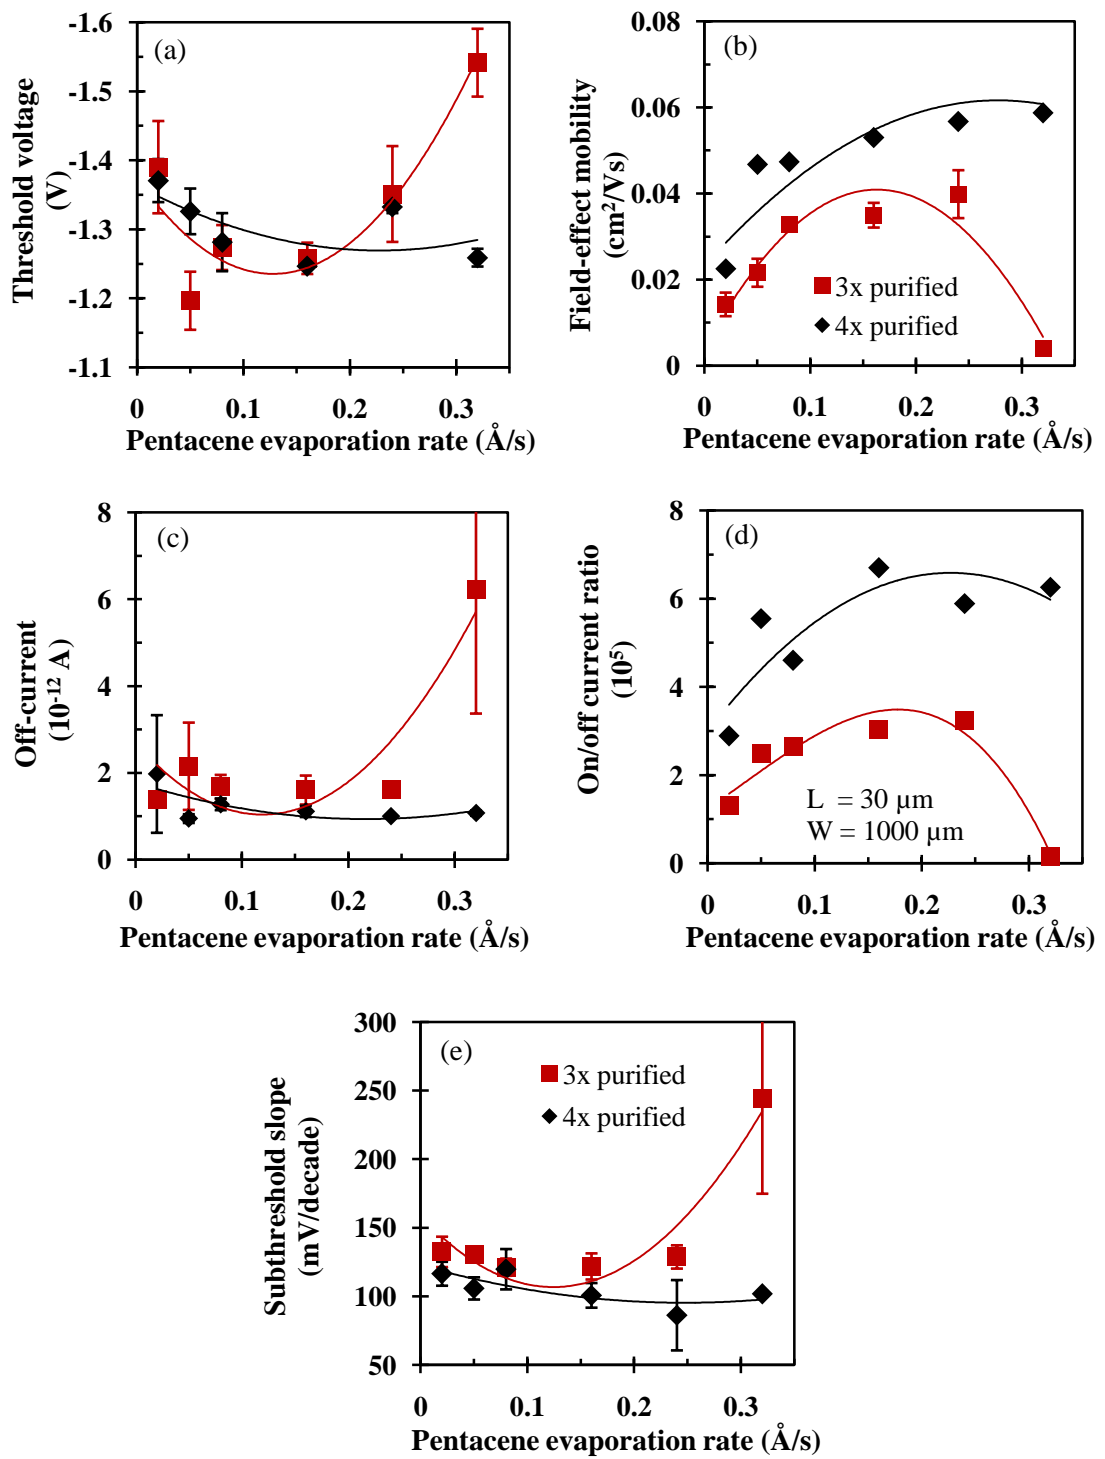 (a)
Threshold voltage
(V)
-1.6
-1.5
-1.4
-1.3
-1.2
-1.1
0
0.1
0.2
0.3
Pentacene evaporation rate (Å/s)
(b)
Field-effect mobility
(cm²/Vs)
0.08
0.06
0.04
0.02
0
3x purified
4x purified
0
0.1
0.2
0.3
Pentacene evaporation rate (Å/s)
(c)
Off-current
(10⁻¹² A)
8
6
4
2
0
0
0.1
0.2
0.3
Pentacene evaporation rate (Å/s)
(d)
On/off current ratio
(10⁵)
8
6
4
2
0
L = 30 µm
W = 1000 µm
0
0.1
0.2
0.3
Pentacene evaporation rate (Å/s)
(e)
Subthreshold slope
(mV/decade)
300
250
200
150
100
50
3x purified
4x purified
0
0.1
0.2
0.3
Pentacene evaporation rate (Å/s)